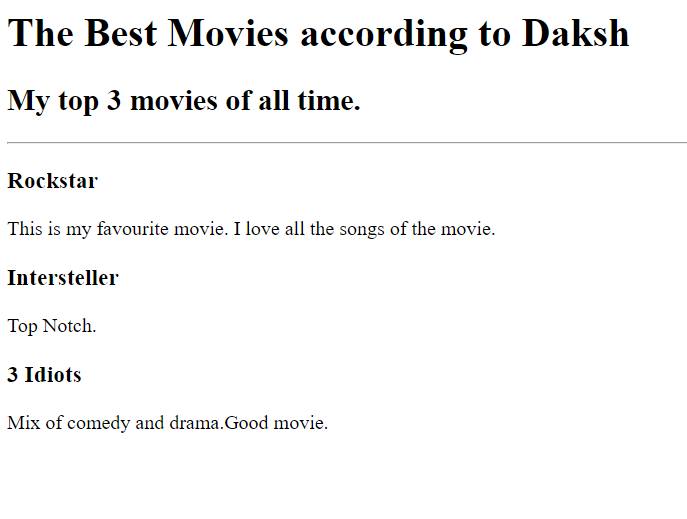 The Best Movies according to Daksh
My top 3 movies of all time.
Rockstar
This is my favourite movie. I love all the songs of the movie.
Intersteller
Top Notch.
3 Idiots
Mix of comedy and drama.Good movie.